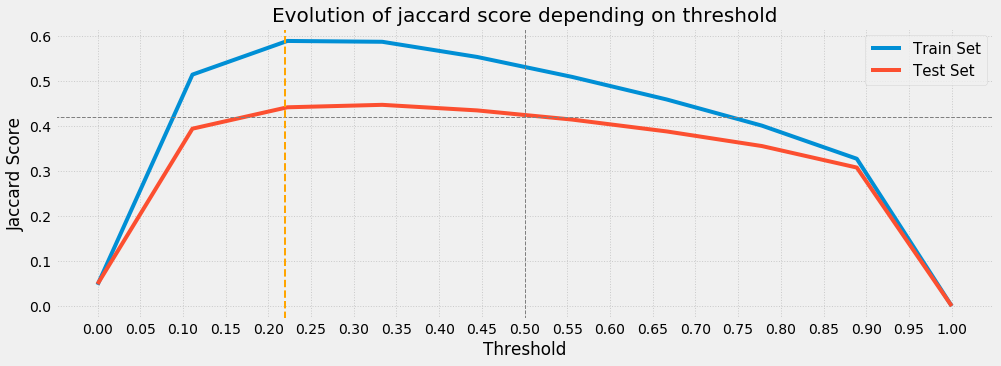 Evolution of jaccard score depending on threshold
Train Set
Test Set
Jaccard Score
0.6
0.5
0.4
0.3
0.2
0.1
0.0
0.00 0.05 0.10 0.15 0.20 0.25 0.30 0.35 0.40 0.45 0.50 0.55 0.60 0.65 0.70 0.75 0.80 0.85 0.90 0.95 1.00
Threshold